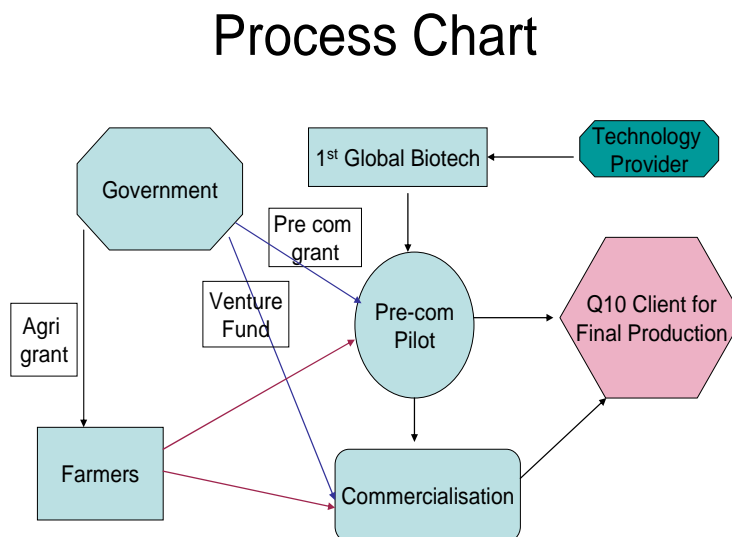 Process Chart
Government
1st Global Biotech
Technology
Provider
Pre com
grant
Venture
Fund
Agri
grant
Pre-com
Pilot
Q10 Client for
Final Production
Farmers
Commercialisation